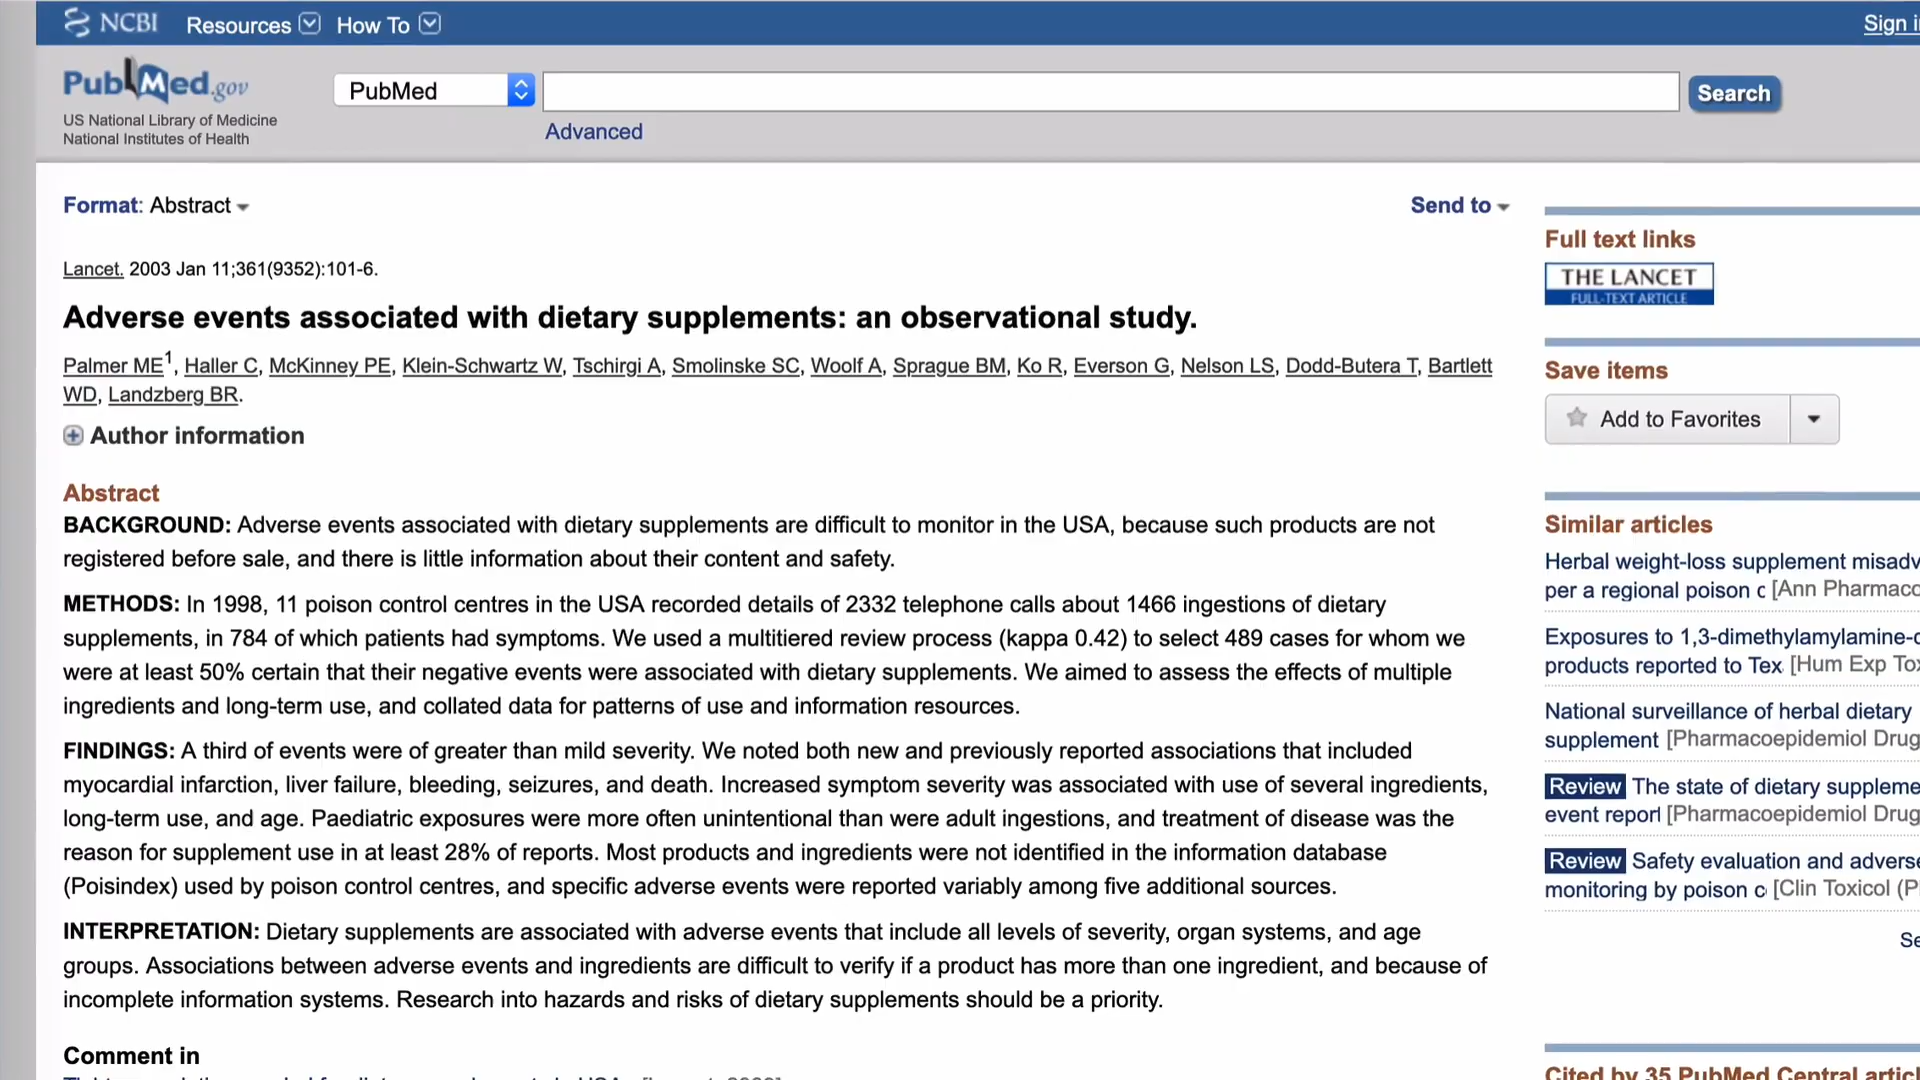 NCBI Resources How To Sign i
PubMed.gov
US National Library of Medicine
National Institutes of Health
PubMed
Search
Advanced
Format: Abstract
Send to
Lancet. 2003 Jan 11;361(9352):101-6.
Adverse events associated with dietary supplements: an observational study.
Palmer ME1, Haller C, McKinney PE, Klein-Schwartz W, Tschirgi A, Smolinske SC, Woolf A, Sprague BM, Ko R, Everson G, Nelson LS, Dodd-Butera T, Bartlett
WD, Landzberg BR.
Author information
Abstract
BACKGROUND: Adverse events associated with dietary supplements are difficult to monitor in the USA, because such products are not
registered before sale, and there is little information about their content and safety.
METHODS: In 1998, 11 poison control centres in the USA recorded details of 2332 telephone calls about 1466 ingestions of dietary
supplements, in 784 of which patients had symptoms. We used a multitiered review process (kappa 0.42) to select 489 cases for whom we
were at least 50% certain that their negative events were associated with dietary supplements. We aimed to assess the effects of multiple
ingredients and long-term use, and collated data for patterns of use and information resources.
FINDINGS: A third of events were of greater than mild severity. We noted both new and previously reported associations that included
myocardial infarction, liver failure, bleeding, seizures, and death. Increased symptom severity was associated with use of several ingredients,
long-term use, and age. Paediatric exposures were more often unintentional than were adult ingestions, and treatment of disease was the
reason for supplement use in at least 28% of reports. Most products and ingredients were not identified in the information database
(Poisindex) used by poison control centres, and specific adverse events were reported variably among five additional sources.
INTERPRETATION: Dietary supplements are associated with adverse events that include all levels of severity, organ systems, and age
groups. Associations between adverse events and ingredients are difficult to verify if a product has more than one ingredient, and because of
incomplete information systems. Research into hazards and risks of dietary supplements should be a priority.
Comment in
Full text links
THE LANCET
FULL-TEXT ARTICLE
Save items
Add to Favorites
Similar articles
Herbal weight-loss supplement misadv
per a regional poison c [Ann Pharmaco
Exposures to 1,3-dimethylamylamine-c
products reported to Tex [Hum Exp Tox
National surveillance of herbal dietary
supplement [Pharmacoepidemiol Drug
Review The state of dietary suppleme
event report [Pharmacoepidemiol Drug
Review Safety evaluation and adverse
monitoring by poison c [Clin Toxicol (P
Se
Cited by 35 PubMed Central articl